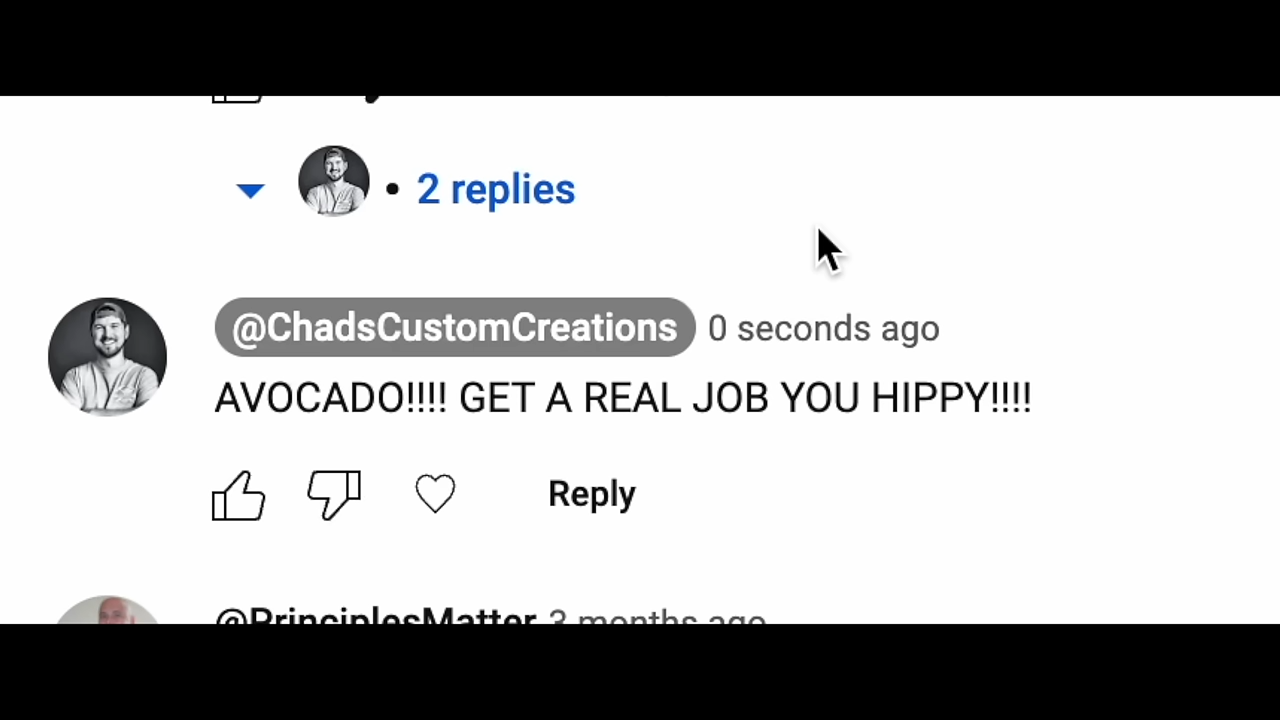 • 2 replies
@ChadsCustomCreations 0 seconds ago
AVOCADO!!!! GET A REAL JOB YOU HIPPY!!!!
Reply
@PrinciplesMatter 3 months ago